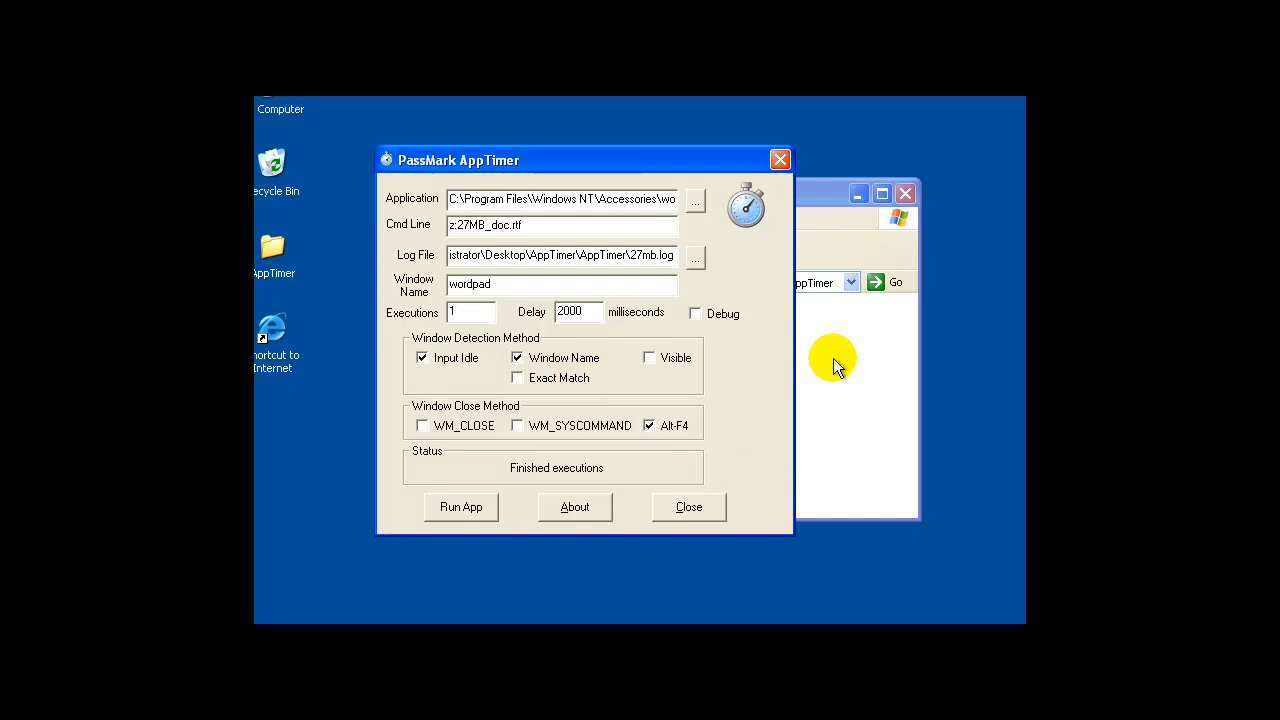 Computer
ecycle Bin
AppTimer
hortcut to
Internet
PassMark AppTimer
Application C:\Program Files\Windows NT\Accessories\wo ...
Cmd Line z:27MB_doc.rtf
Log File istrator\Desktop\AppTimer\AppTimer\27mb.log ...
Window
Name wordpad
Executions 1 Delay 2000 milliseconds Debug
Window Detection Method
Input Idle Window Name Visible
Exact Match
Window Close Method
WM_CLOSE WM_SYSCOMMAND Alt-F4
Status
Finished executions
Run App About Close
ppTimer Go